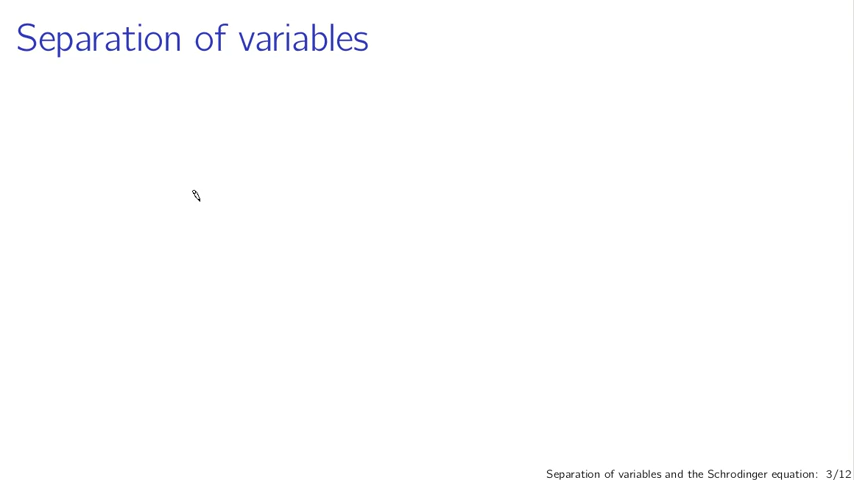 Separation of variables
Separation of variables and the Schrodinger equation: 3/12